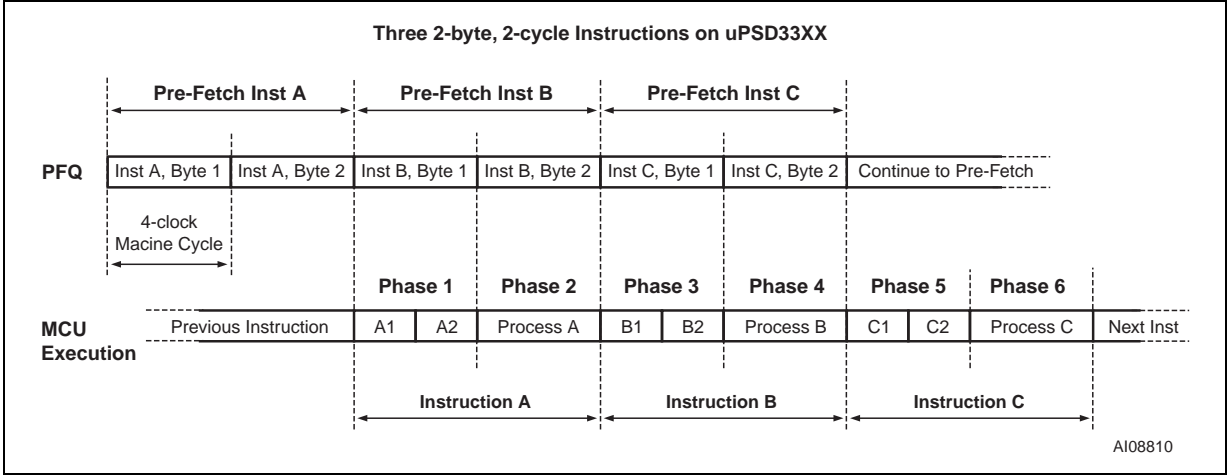 Three 2-byte, 2-cycle Instructions on uPSD33XX
Pre-Fetch Inst A Pre-Fetch Inst B Pre-Fetch Inst C
PFQ Inst A, Byte 1 Inst A, Byte 2 Inst B, Byte 1 Inst B, Byte 2 Inst C, Byte 1 Inst C, Byte 2 Continue to Pre-Fetch
4-clock
Macine Cycle
Phase 1 Phase 2 Phase 3 Phase 4 Phase 5 Phase 6
MCU Previous Instruction A1 A2 Process A B1 B2 Process B C1 C2 Process C Next Inst
Execution
Instruction A Instruction B Instruction C
AI08810